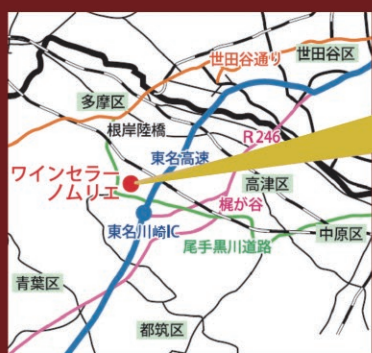 世田谷通り
世田谷区
多摩区
根岸陸橋
R246
東名高速
ワインセラー
ノムリエ
高津区
梶が谷
東名川崎IC
中原区
尾手黒川道路
青葉区
都筑区